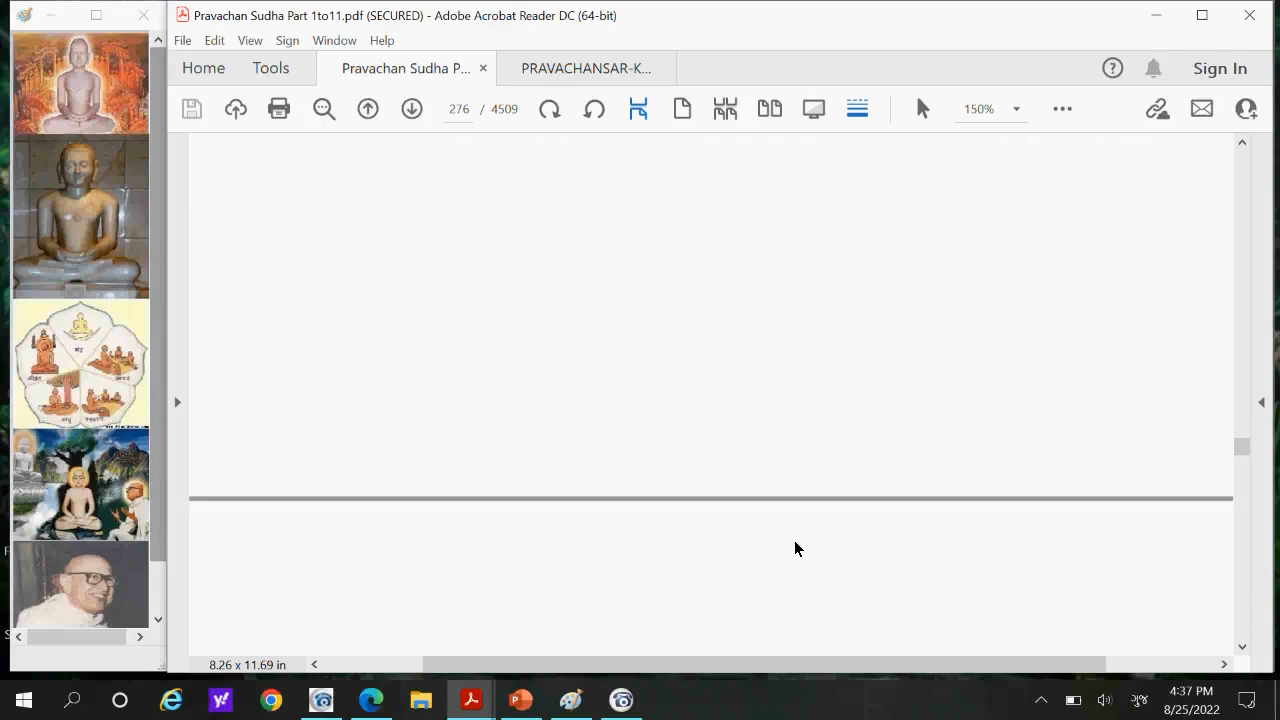 Pravachan Sudha Part 1to11.pdf (SECURED) - Adobe Acrobat Reader DC (64-bit)
File Edit View Sign Window Help
Home Tools Pravachan Sudha P... PRAVACHANSAR-K... Sign In
276 / 4509 150%
8.26 x 11.69 in
4:37 PM
8/25/2022